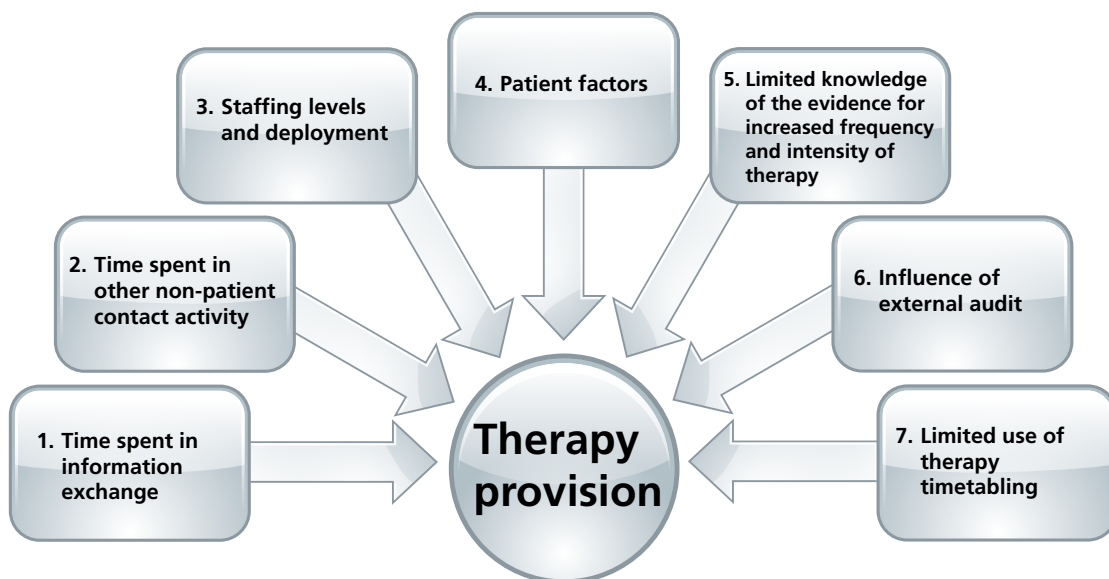 1. Time spent in
information
exchange
2. Time spent in
other non-patient
contact activity
3. Staffing levels
and deployment
4. Patient factors
5. Limited knowledge
of the evidence for
increased frequency
and intensity of
therapy
6. Influence of
external audit
7. Limited use of
therapy
timetabling
Therapy
provision